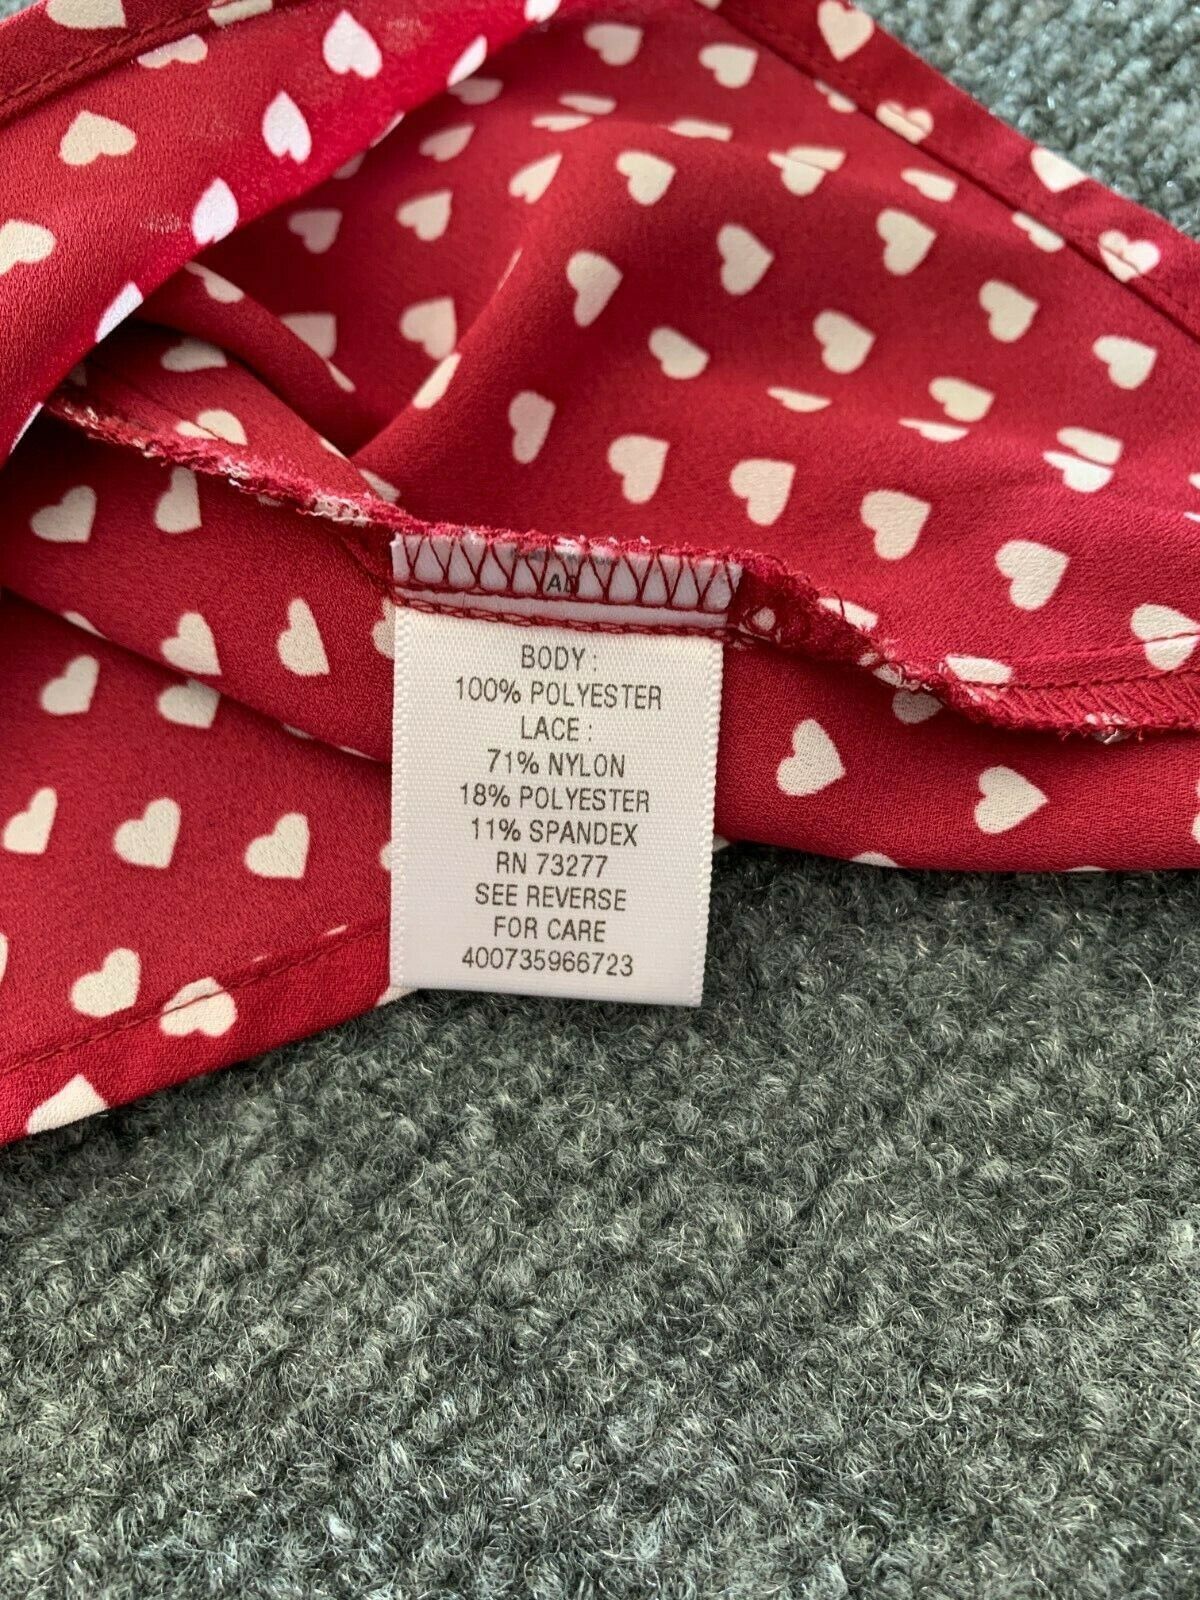 BODY :
100% POLYESTER
LACE :
71% NYLON
18% POLYESTER
11% SPANDEX
RN 73277
SEE REVERSE
FOR CARE
400735966723